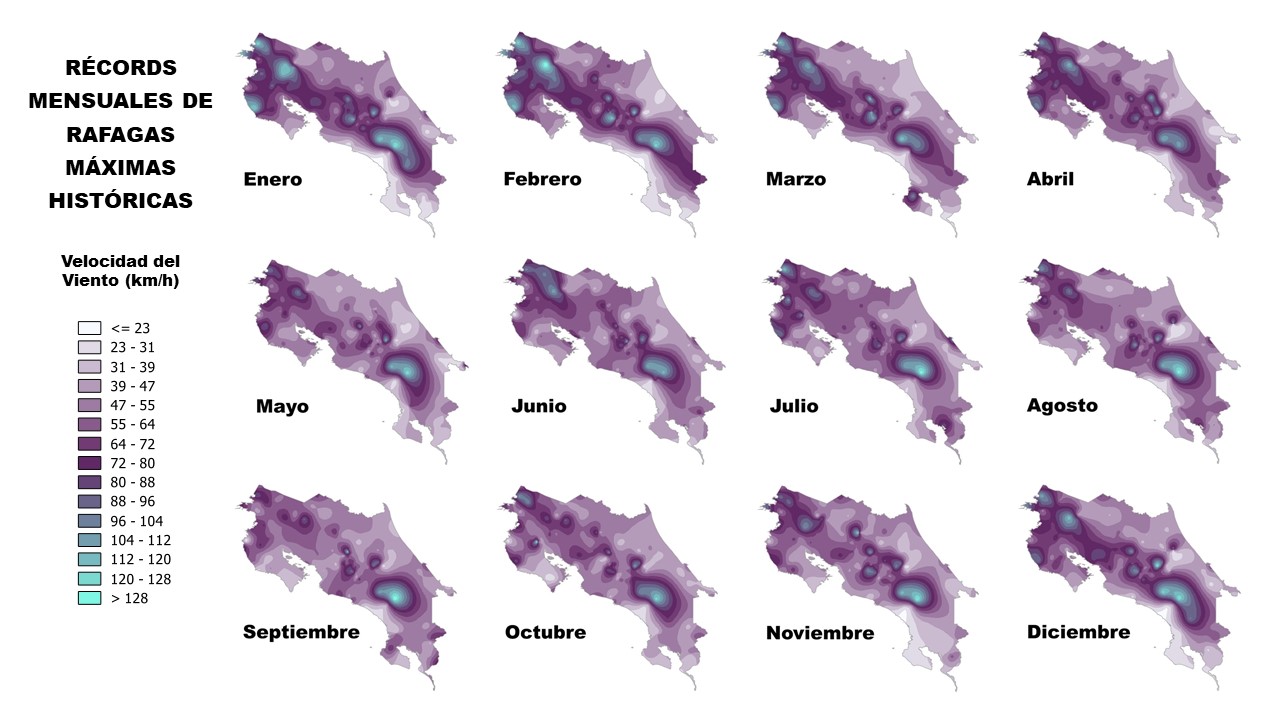 RÉCORDS
MENSUALES DE
RAFAGAS
MÁXIMAS
HISTÓRICAS
Velocidad del
Viento (km/h)
<= 23
23 - 31
31 - 39
39 - 47
47 - 55
55 - 64
64 - 72
72 - 80
80 - 88
88 - 96
96 - 104
104 - 112
112 - 120
120 - 128
> 128
Enero
Febrero
Marzo
Abril
Mayo
Junio
Julio
Agosto
Septiembre
Octubre
Noviembre
Diciembre